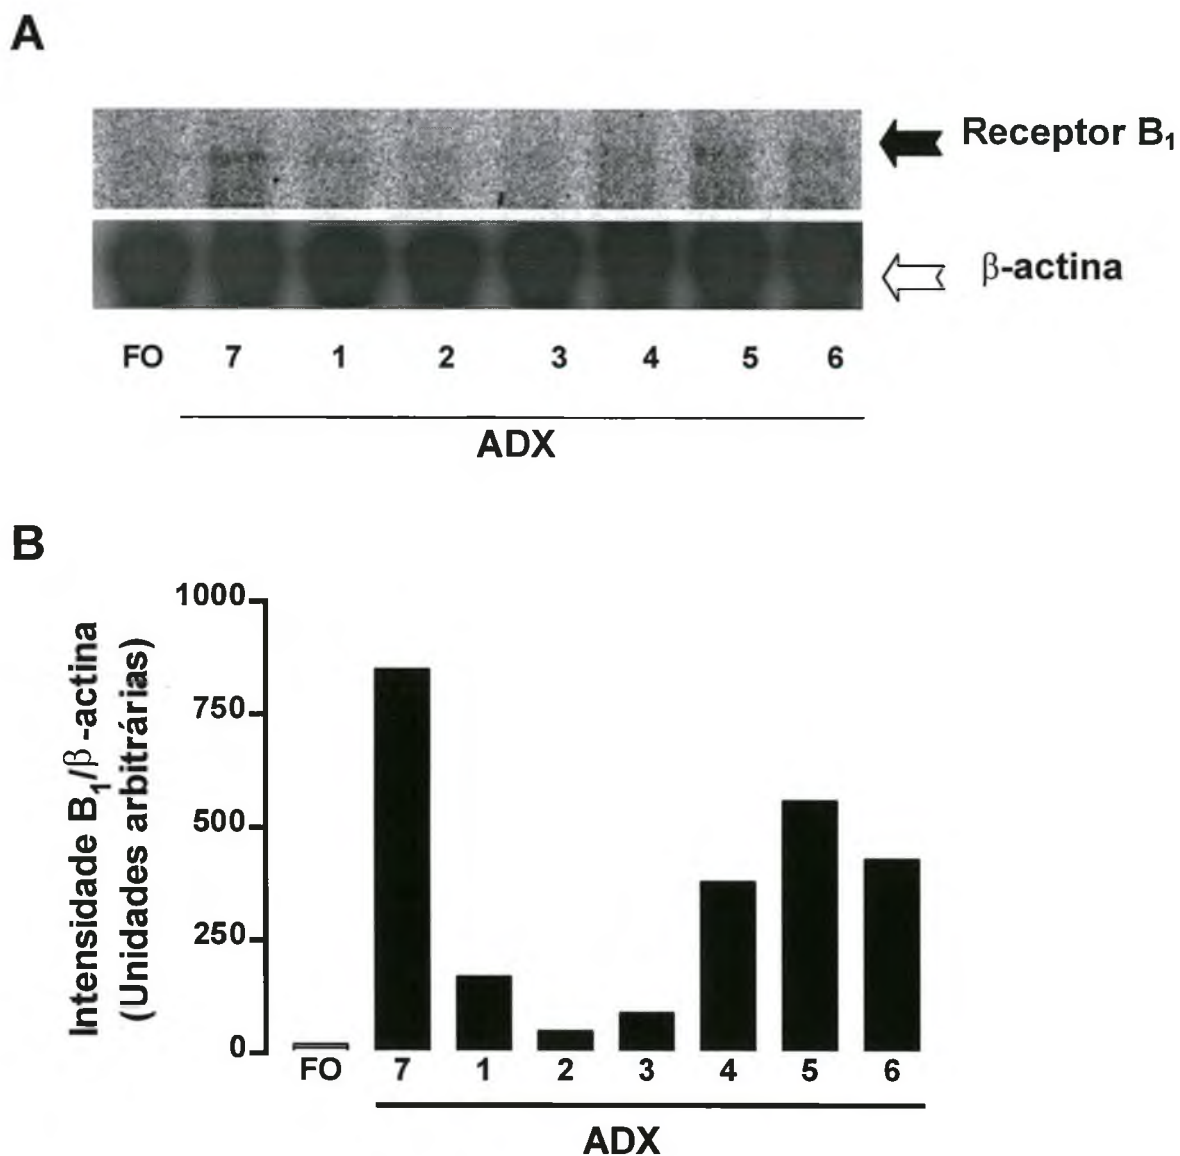 A
Receptor B₁
β-actina
FO 7 1 2 3 4 5 6
ADX
B
Intensidade B₁/β-actina
(Unidades arbitrárias)
1000
750
500
250
0
FO 7 1 2 3 4 5 6
ADX